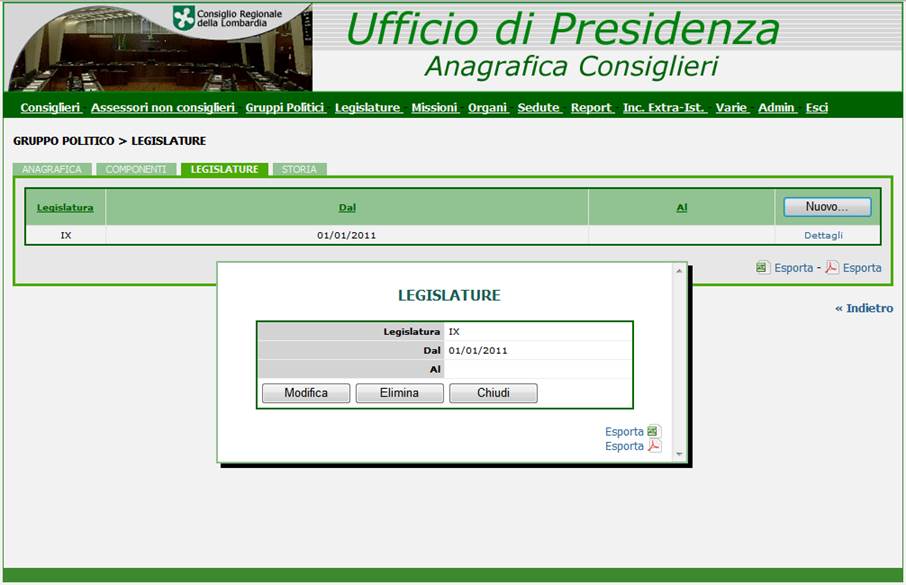 Consiglio Regionale
della Lombardia
Ufficio di Presidenza
Anagrafica Consiglieri
Consiglieri Assessori non consiglieri Gruppi Politici Legislature Missioni Organi Sedute Report Inc. Extra-Ist. Varie Admin Esci
GRUPPO POLITICO > LEGISLATURE
ANAGRAFICA COMPONENTI LEGISLATURE STORIA
Legislatura Dal Al Nuovo...
IX 01/01/2011 Dettagli
Esporta - Esporta
« Indietro
LEGISLATURE
Legislatura IX
Dal 01/01/2011
Al
Modifica Elimina Chiudi
Esporta
Esporta